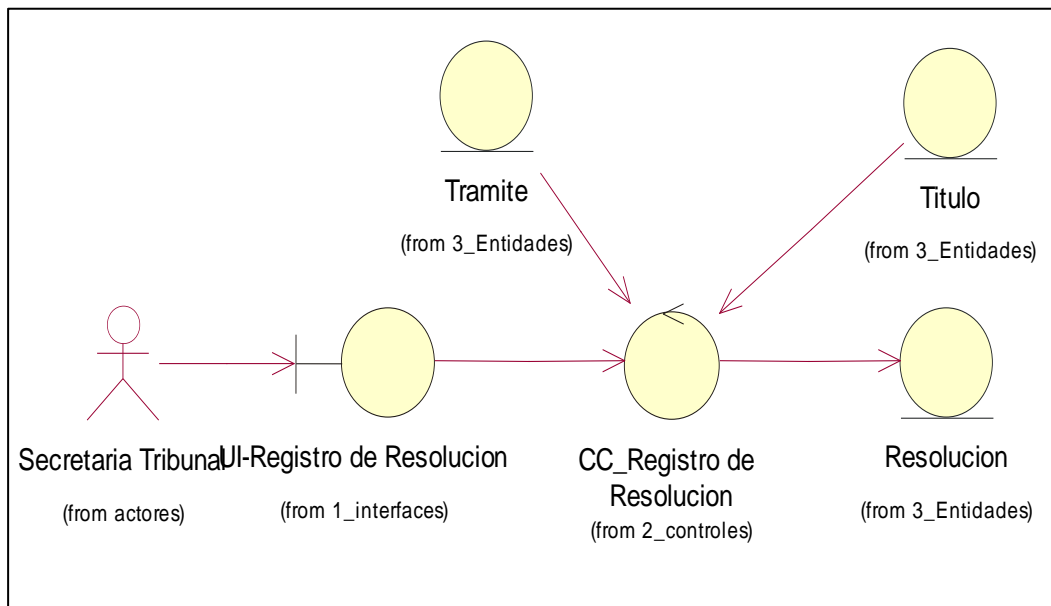 Tramite
(from 3_Entidades)
Titulo
(from 3_Entidades)
Secretaria Tribunal
(from actores)
UI-Registro de Resolucion
(from 1_interfaces)
CC_Registro de
Resolucion
(from 2_controles)
Resolucion
(from 3_Entidades)